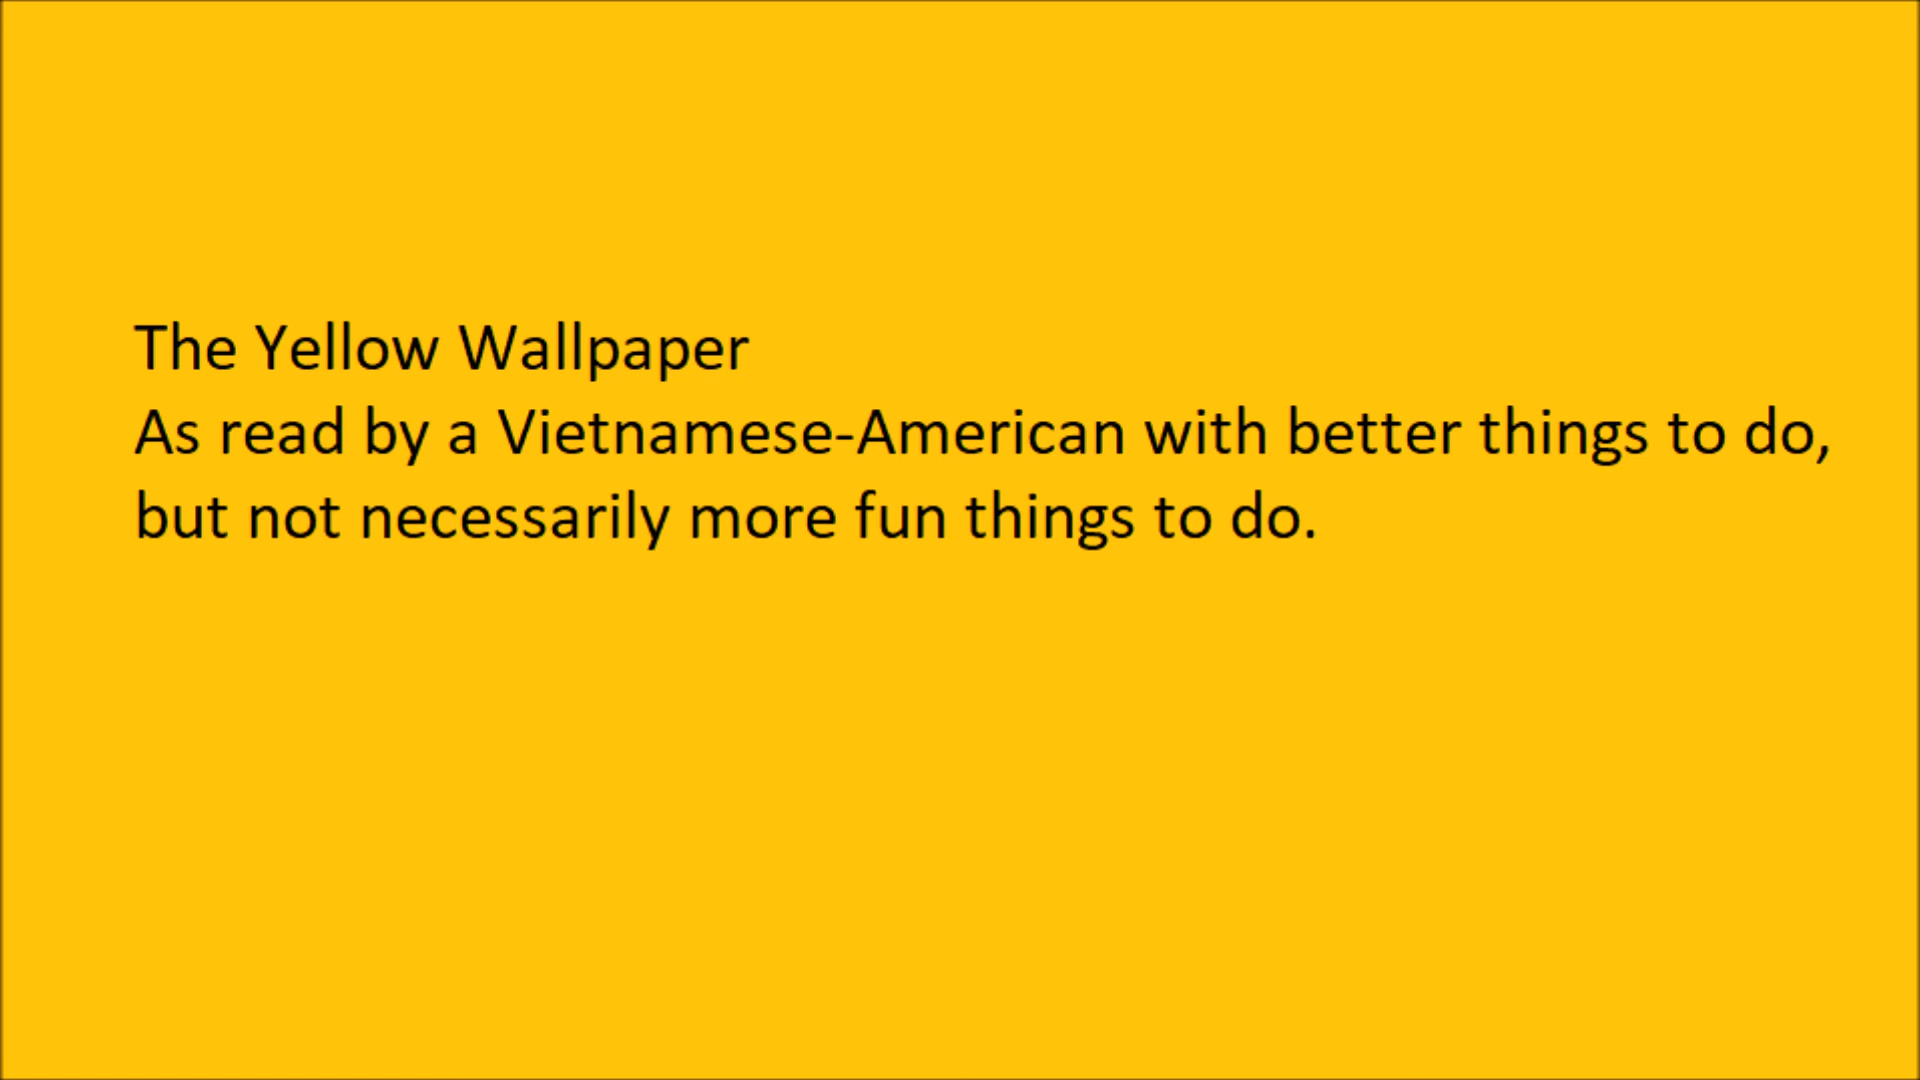 The Yellow Wallpaper
As read by a Vietnamese-American with better things to do,
but not necessarily more fun things to do.